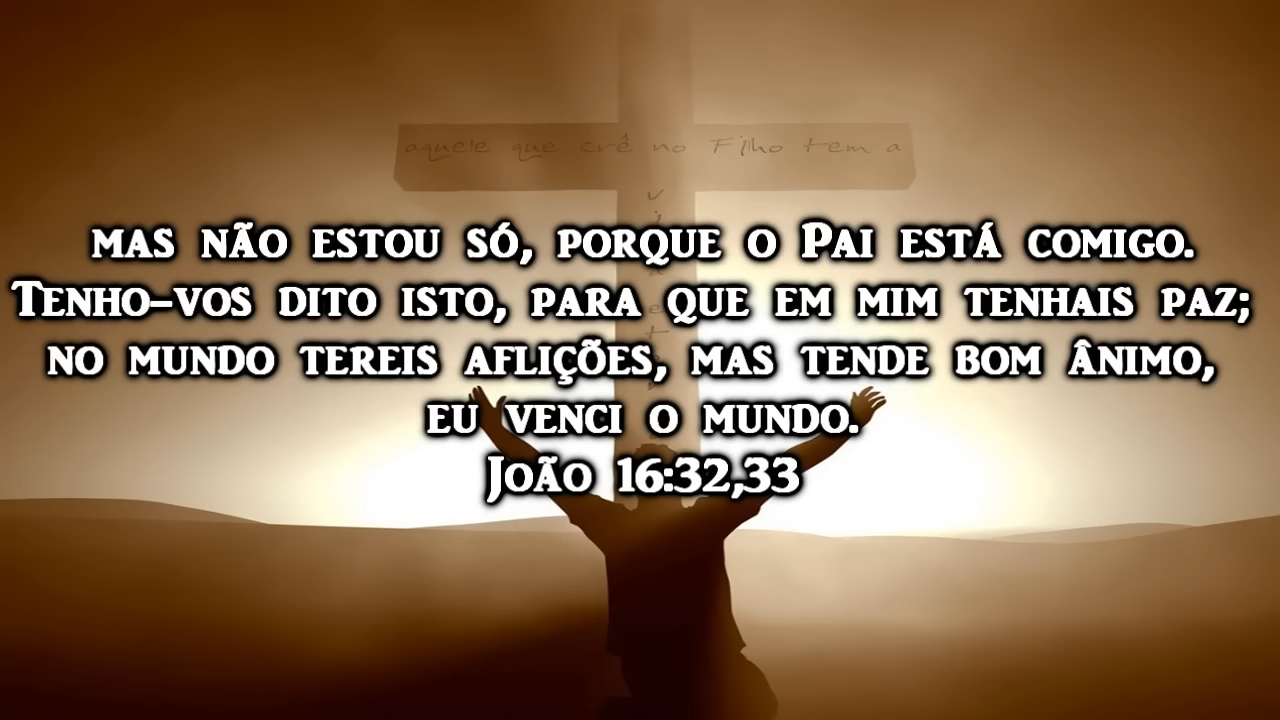 aquele que crê no Filho tem a
mas não estou só, porque o Pai está comigo.
Tenho-vos dito isto, para que em mim tenhais paz;
no mundo tereis aflições, mas tende bom ânimo,
eu venci o mundo.
João 16:32,33